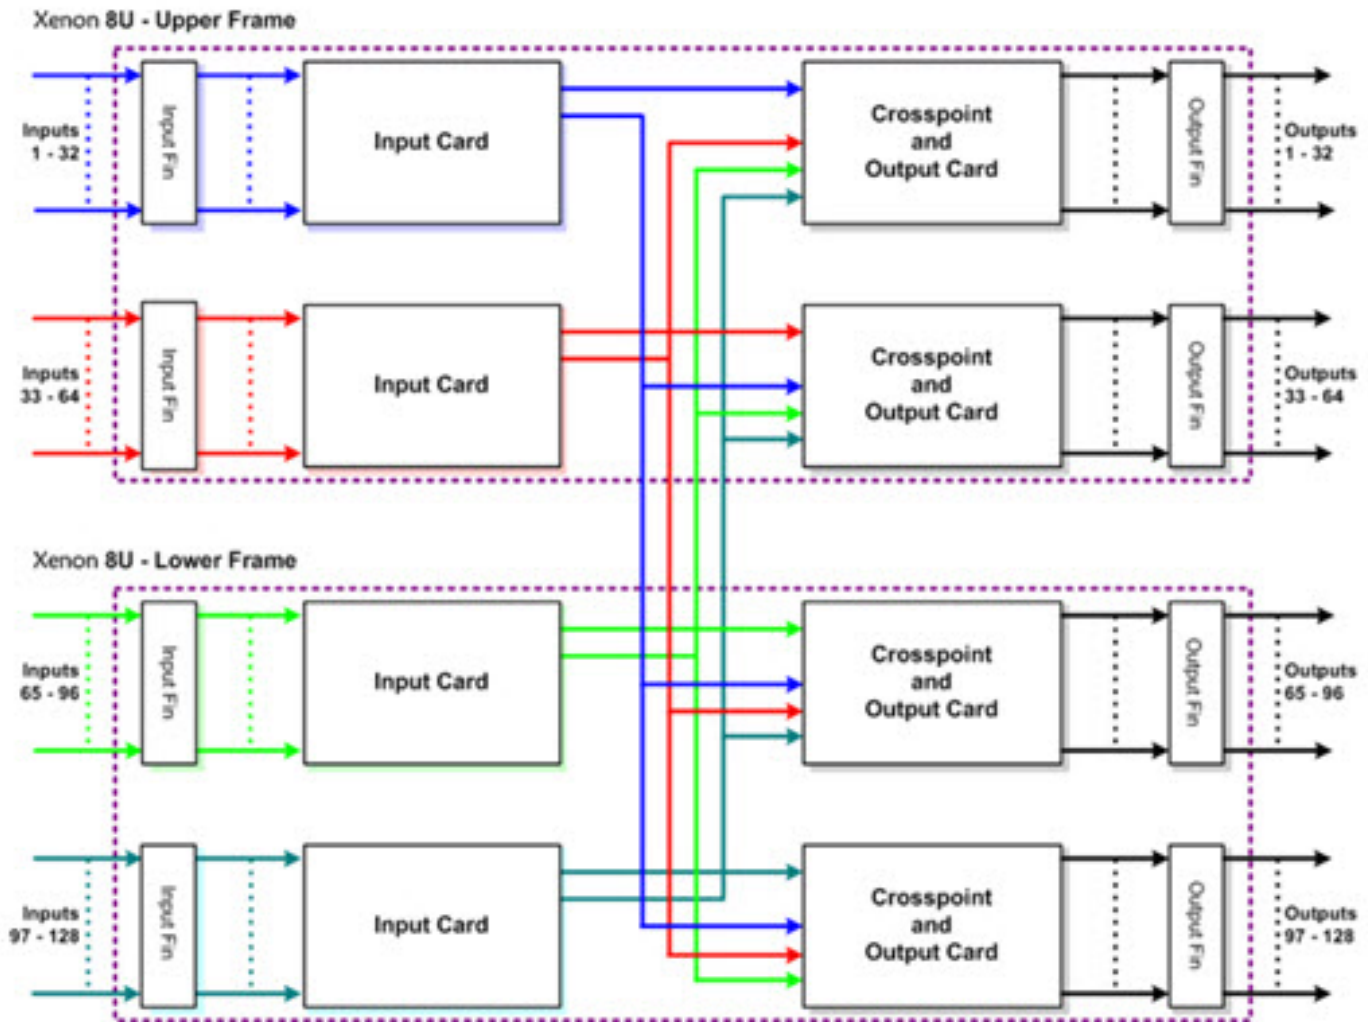 Xenon 8U - Upper Frame
Inputs
1 - 32
Input Fin
Input Card
Crosspoint
and
Output Card
Output Fin
Outputs
1 - 32
Inputs
33 - 64
Input Fin
Input Card
Crosspoint
and
Output Card
Output Fin
Outputs
33 - 64
Xenon 8U - Lower Frame
Inputs
65 - 96
Input Fin
Input Card
Crosspoint
and
Output Card
Output Fin
Outputs
65 - 96
Inputs
97 - 128
Input Fin
Input Card
Crosspoint
and
Output Card
Output Fin
Outputs
97 - 128